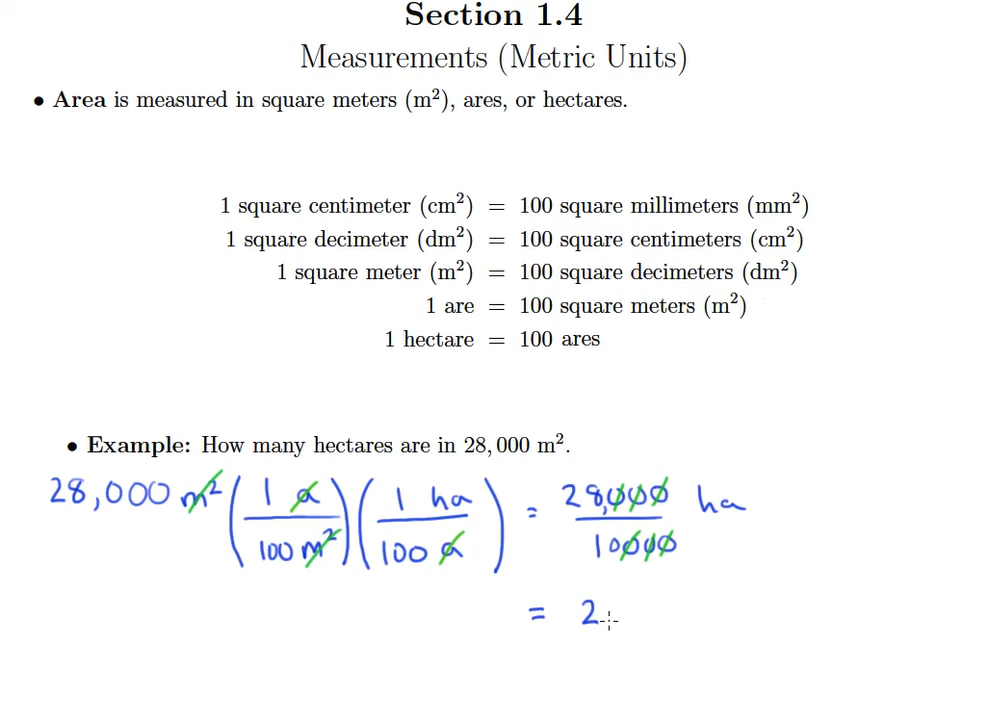 Section 1.4
Measurements (Metric Units)
• Area is measured in square meters (m²), ares, or hectares.
1 square centimeter (cm²) = 100 square millimeters (mm²)
1 square decimeter (dm²) = 100 square centimeters (cm²)
1 square meter (m²) = 100 square decimeters (dm²)
1 are = 100 square meters (m²)
1 hectare = 100 ares
• Example: How many hectares are in 28,000 m².
28,000 m² (1 a / 100 m²) (1 ha / 100 a) = 28,000 / 10000 ha
= 2